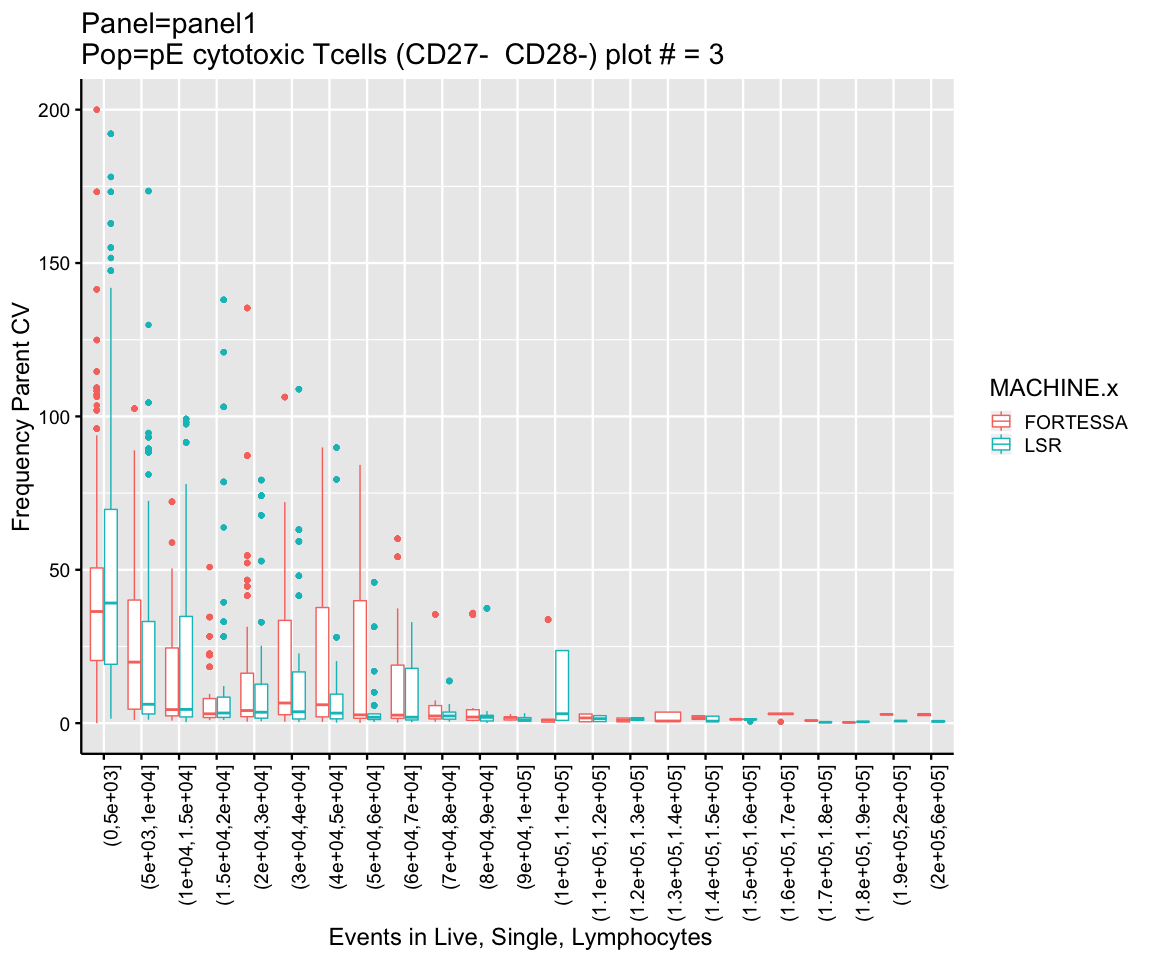 Panel=panel1
Pop=pE cytotoxic Tcells (CD27-  CD28-) plot # = 3
Frequency Parent CV
200
150
100
50
0
(0,5e+03]
(5e+03,1e+04]
(1e+04,1.5e+04]
(1.5e+04,2e+04]
(2e+04,3e+04]
(3e+04,4e+04]
(4e+04,5e+04]
(5e+04,6e+04]
(6e+04,7e+04]
(7e+04,8e+04]
(8e+04,9e+04]
(9e+04,1e+05]
(1e+05,1.1e+05]
(1.1e+05,1.2e+05]
(1.2e+05,1.3e+05]
(1.3e+05,1.4e+05]
(1.4e+05,1.5e+05]
(1.5e+05,1.6e+05]
(1.6e+05,1.7e+05]
(1.7e+05,1.8e+05]
(1.8e+05,1.9e+05]
(1.9e+05,2e+05]
(2e+05,6e+05]
Events in Live, Single, Lymphocytes
MACHINE.x
FORTESSA
LSR